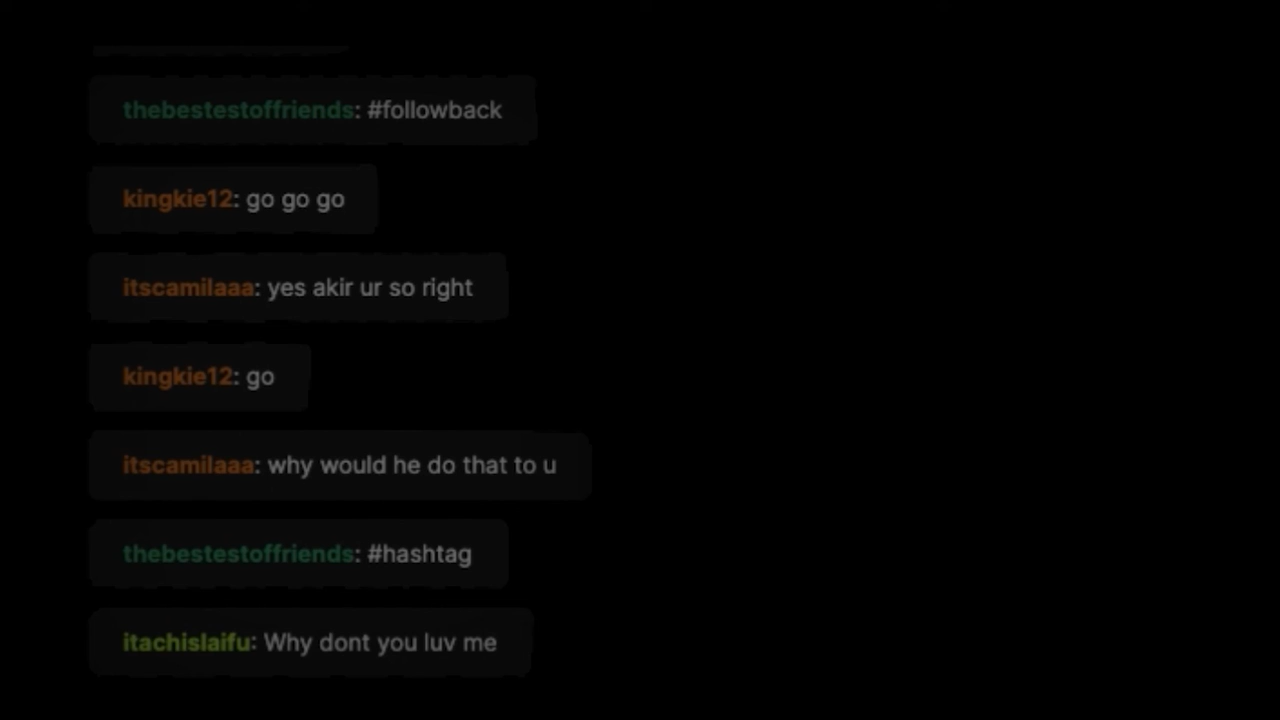 thebestestoffriends: #followback
kingkie12: go go go
itscamilaaa: yes akir ur so right
kingkie12: go
itscamilaaa: why would he do that to u
thebestestoffriends: #hashtag
itachislaifu: Why dont you luv me